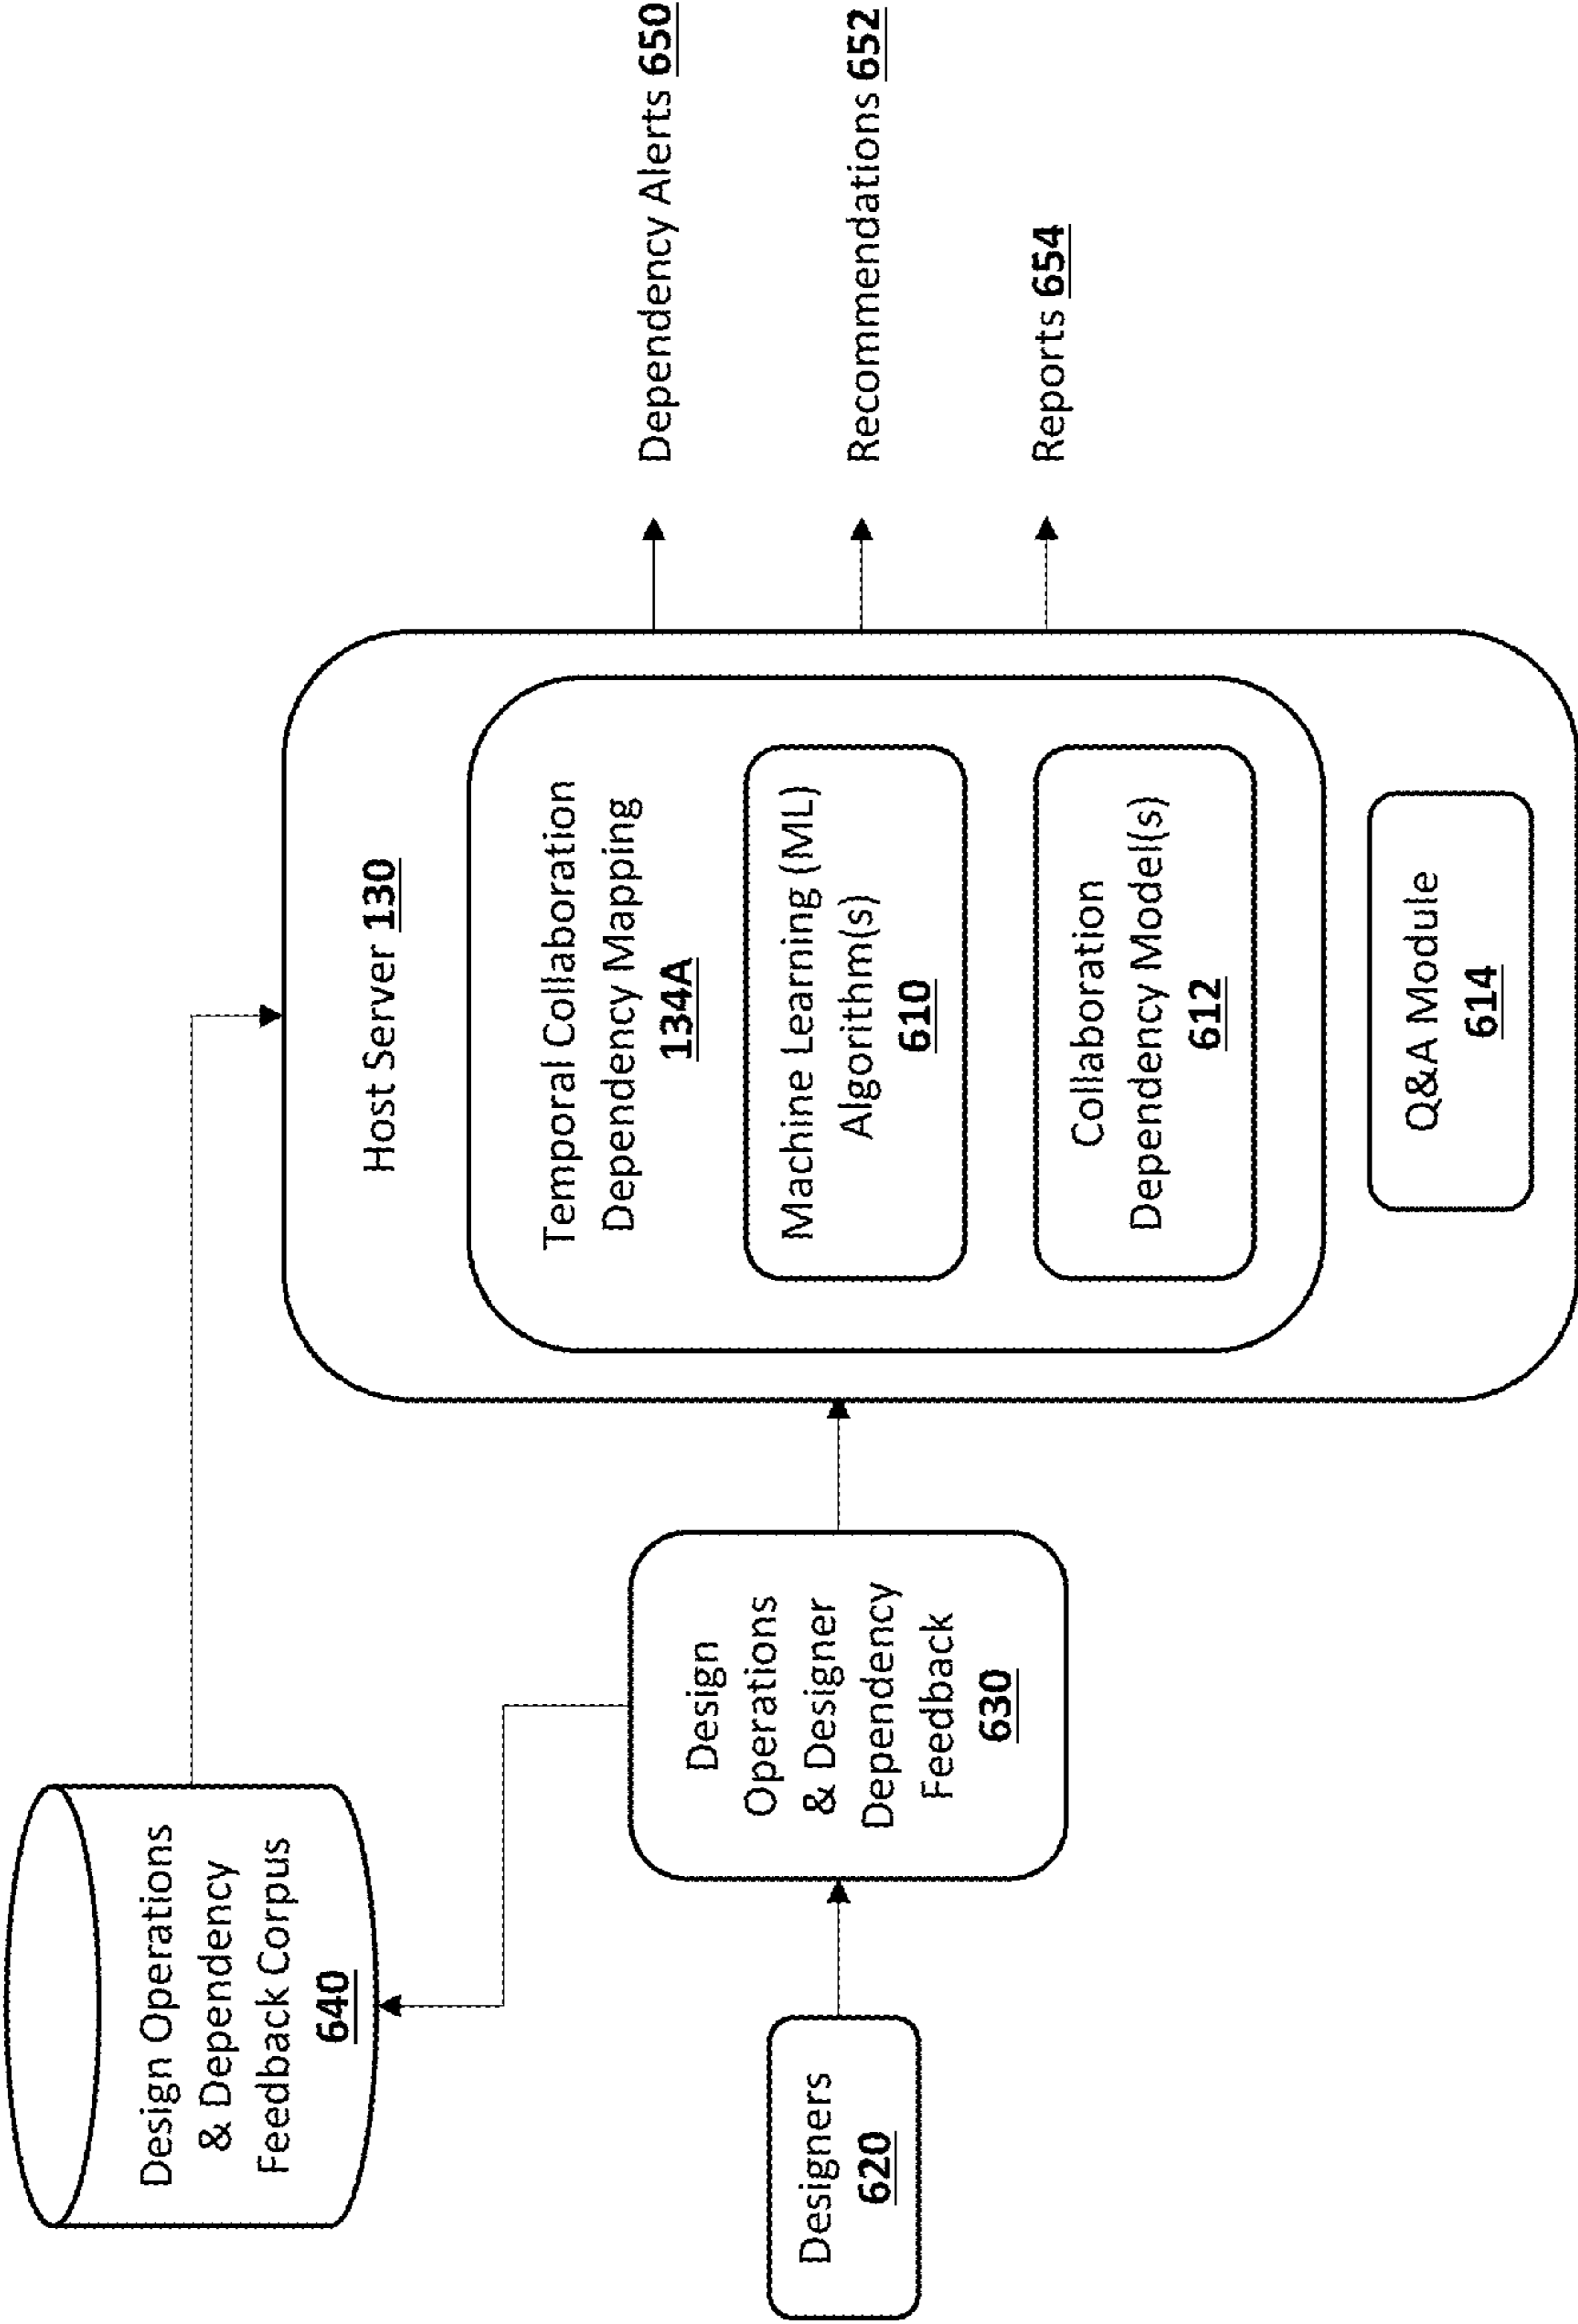 Design Operations
& Dependency
Feedback Corpus
640
Designers
620
Design
Operations
& Designer
Dependency
Feedback
630
Host Server 130
Temporal Collaboration
Dependency Mapping
134A
Machine Learning (ML)
Algorithm(s)
610
Collaboration
Dependency Model(s)
612
Q&A Module
614
Dependency Alerts 650
Recommendations 652
Reports 654